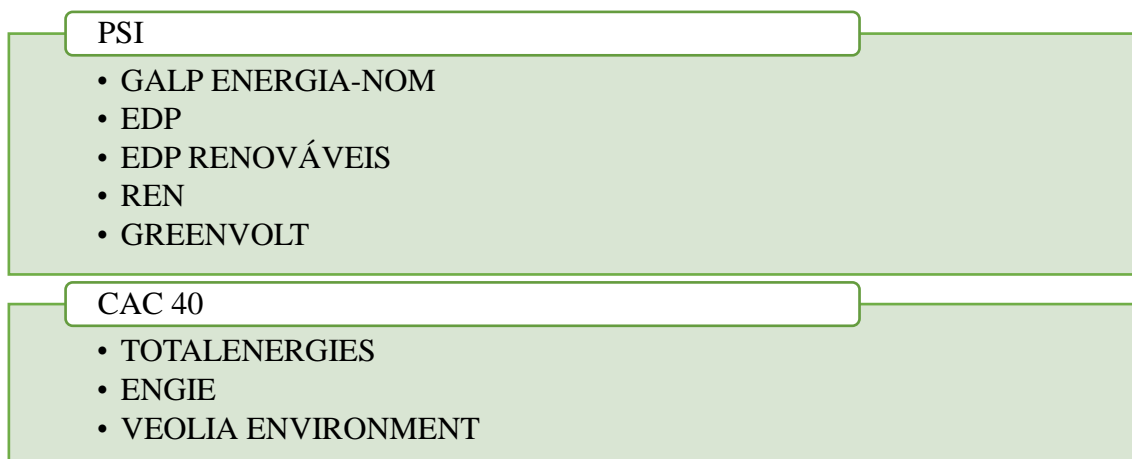 PSI
• GALP ENERGIA-NOM
• EDP
• EDP RENOVÁVEIS
• REN
• GREENVOLT
CAC 40
• TOTALENERGIES
• ENGIE
• VEOLIA ENVIRONMENT